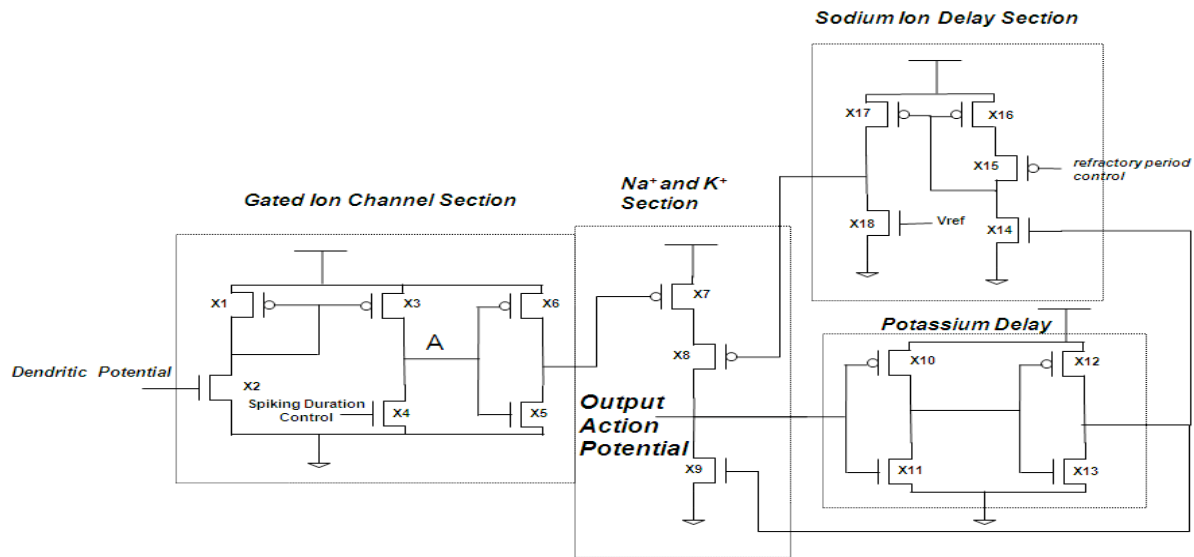 Sodium Ion Delay Section
X17
X16
X15
refractory period
control
X18
Vref
X14
Na+ and K+
Section
Gated Ion Channel Section
X1
X3
X6
X7
A
X8
Potassium Delay
Dendritic Potential
X2
Spiking Duration
Control
X4
X5
X10
X12
Output
Action
Potential
X9
X11
X13